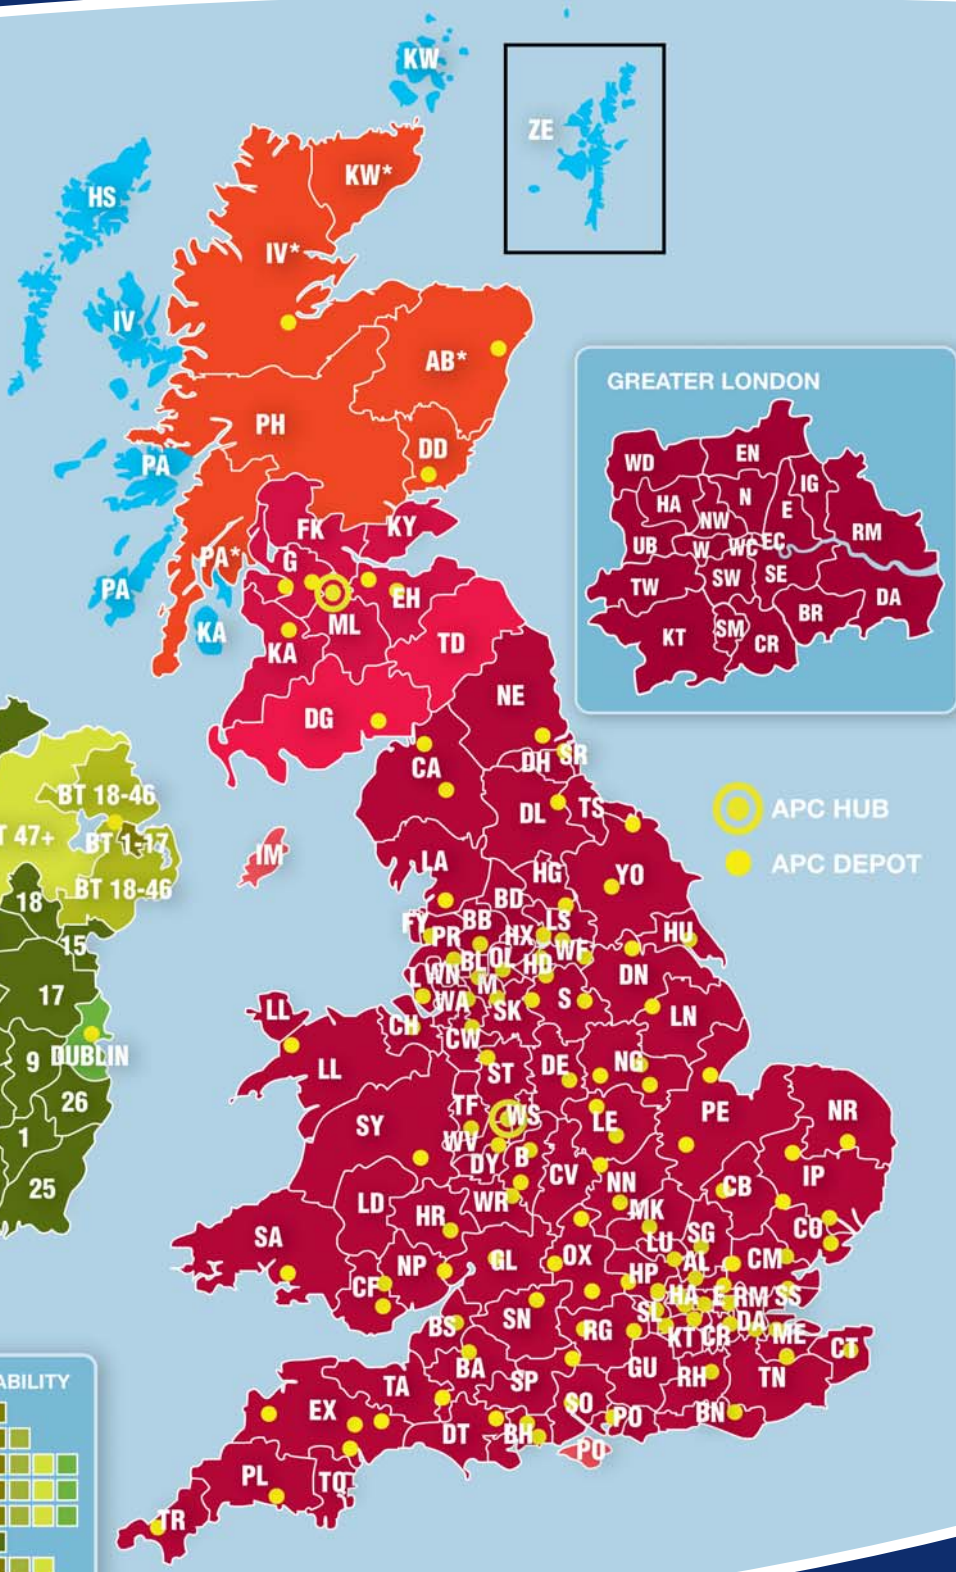 KW
ZE
KW*
HS
IV*
IV
AB*
GREATER LONDON
PH
DD
PA
WD
EN
IG
HA
N
E
NW
RM
UB
W
WC
EC
TW
SW
SE
DA
BR
KT
SM
CR
FK
KY
G
PA*
PA
EH
KA
ML
KA
TD
NE
DG
DH
SR
CA
BT 18-46
DL
TS
APC HUB
T 47+
BT 1-17
IM
LA
HG
YO
APC DEPOT
BT 18-46
18
BD
FY
BB
LS
PR
HX
HU
15
WF
BL
OL
HD
L
WN
M
DN
17
WA
SK
S
LL
CH
LN
CW
9
DUBLIN
LL
ST
DE
NG
26
TF
WS
PE
NR
1
SY
LE
WV
DY
B
CV
IP
25
NN
CB
LD
WR
HR
MK
SA
SG
CO
LU
NP
GL
OX
AL
CM
HP
CF
HA
E
RM
SS
SL
SN
BS
RG
DA
KT
CR
ME
CT
BA
GU
RH
TN
ABILITY
TA
SP
EX
SO
PO
BN
DT
BH
PO
PL
TQ
TR